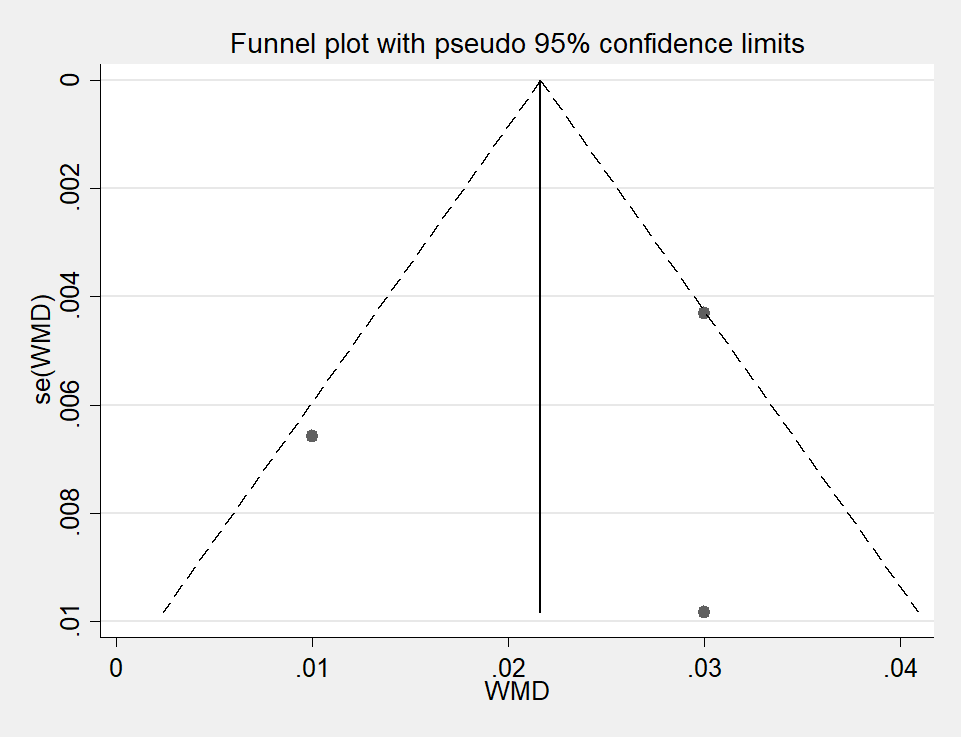 Funnel plot with pseudo 95% confidence limits
se(WMD)
0
.002
.004
.006
.008
.01
0 .01 .02 .03 .04
WMD